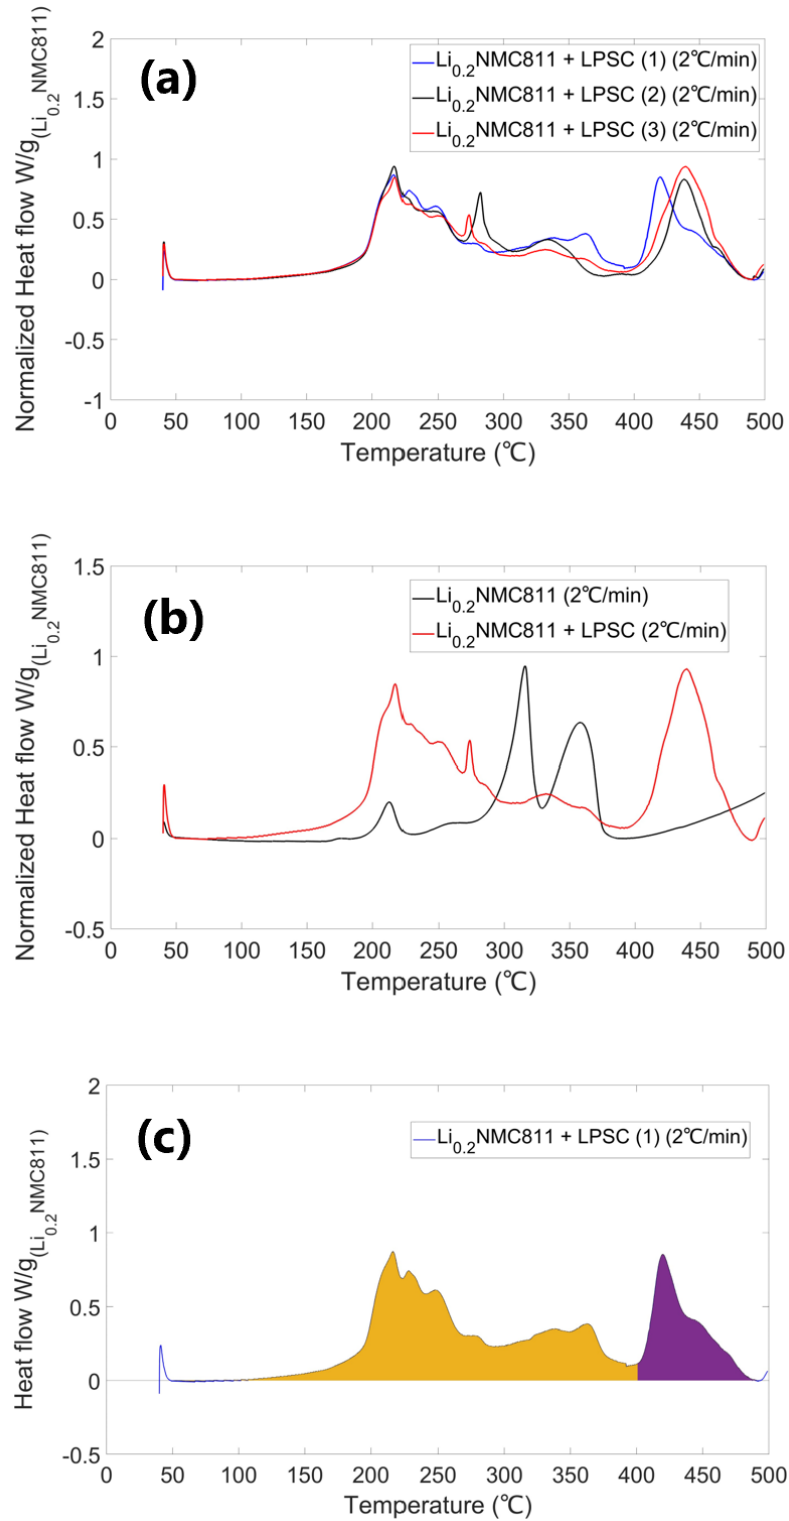 (a)
Li0.2NMC811 + LPSC (1) (2℃/min)
Li0.2NMC811 + LPSC (2) (2℃/min)
Li0.2NMC811 + LPSC (3) (2℃/min)
Normalized Heat flow W/g(Li0.2NMC811)
2
1.5
1
0.5
0
-0.5
-1
0 50 100 150 200 250 300 350 400 450 500
Temperature (℃)
(b)
Li0.2NMC811 (2℃/min)
Li0.2NMC811 + LPSC (2℃/min)
Normalized Heat flow W/g(Li0.2NMC811)
1.5
1
0.5
0
-0.5
0 50 100 150 200 250 300 350 400 450 500
Temperature (℃)
(c)
Li0.2NMC811 + LPSC (1) (2℃/min)
Heat flow W/g(Li0.2NMC811)
2
1.5
1
0.5
0
-0.5
0 50 100 150 200 250 300 350 400 450 500
Temperature (℃)